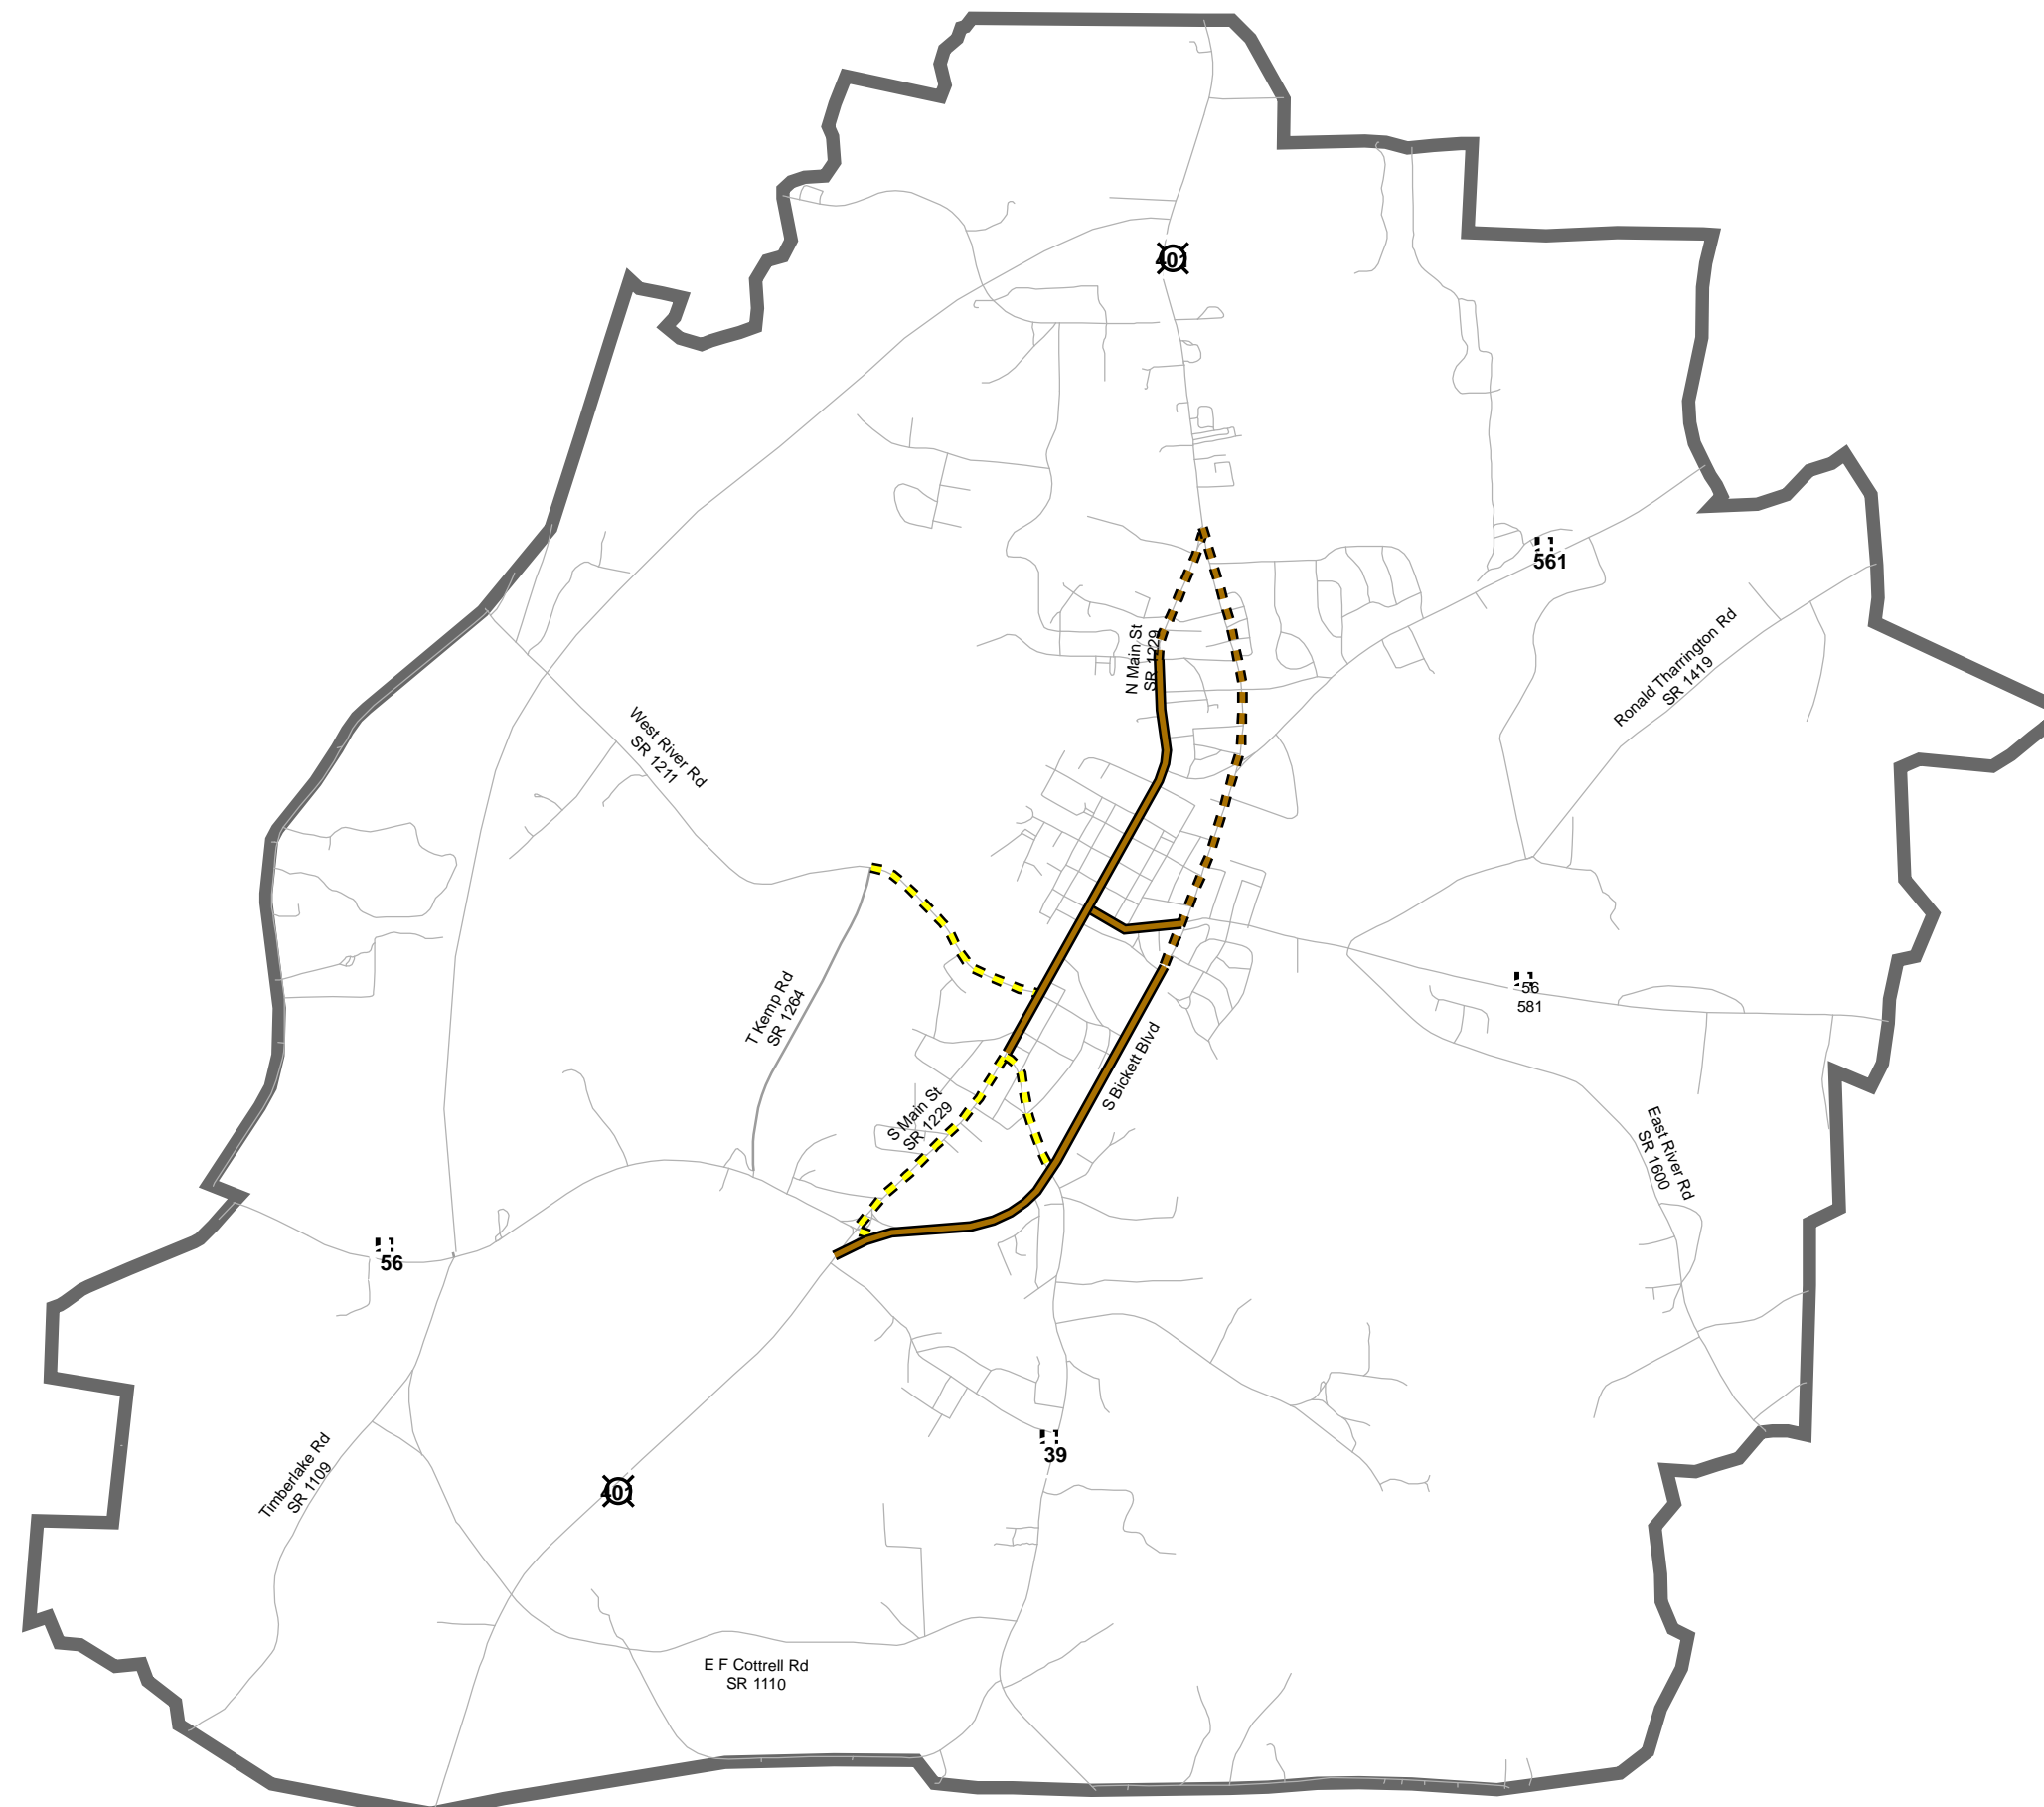 401
561
N Main St
SR 1229
Ronald Tharrington Rd
SR 1419
West River Rd
SR 1211
56
581
T Kemp Rd
SR 1264
S Bickett Blvd
S Main St
SR 1229
East River Rd
SR 1600
56
39
Timberlake Rd
SR 1109
401
E F Cottrell Rd
SR 1110